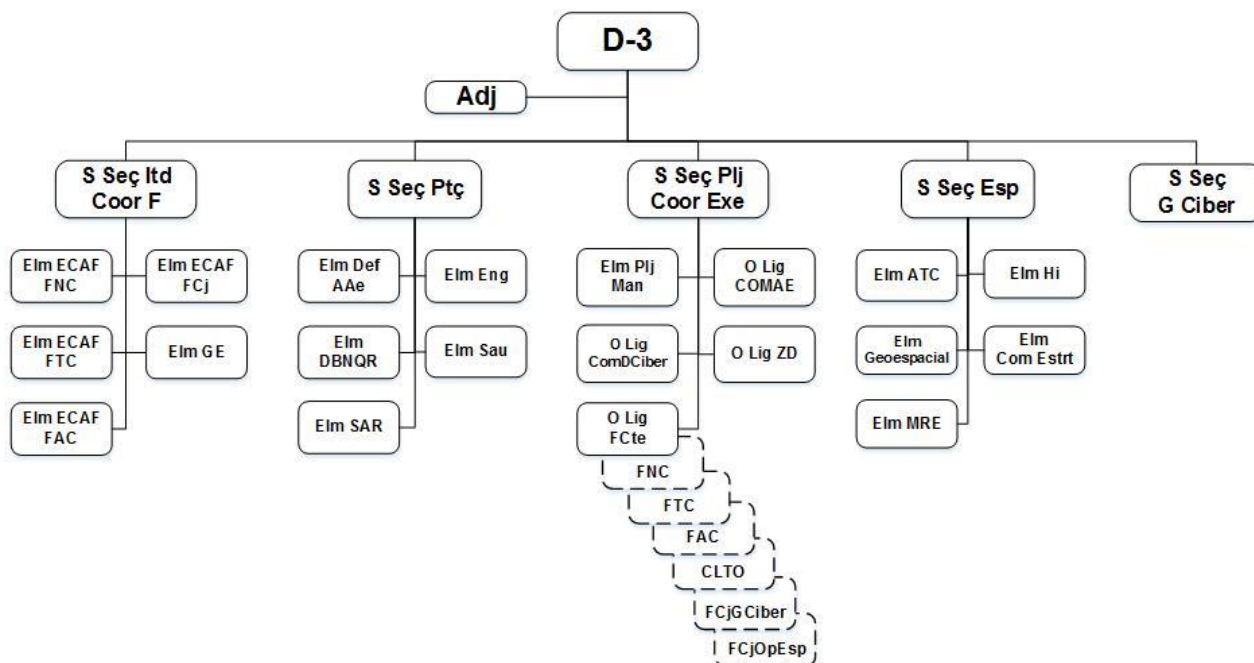 D-3
Adj
S Seç Itd
Coor F
S Seç Ptç
S Seç Plj
Coor Exe
S Seç Esp
S Seç
G Ciber
Elm ECAF
FNC
Elm ECAF
FCj
Elm ECAF
FTC
Elm GE
Elm ECAF
FAC
Elm Def
AAe
Elm Eng
Elm
DBNQR
Elm Sau
Elm SAR
Elm Plj
Man
O Lig
COMAE
O Lig
ComDCiber
O Lig ZD
O Lig
FCte
FNC
FTC
FAC
CLTO
FCjGCiber
FCjOpEsp
Elm ATC
Elm Hi
Elm
Geoespacial
Elm
Com Estrt
Elm MRE